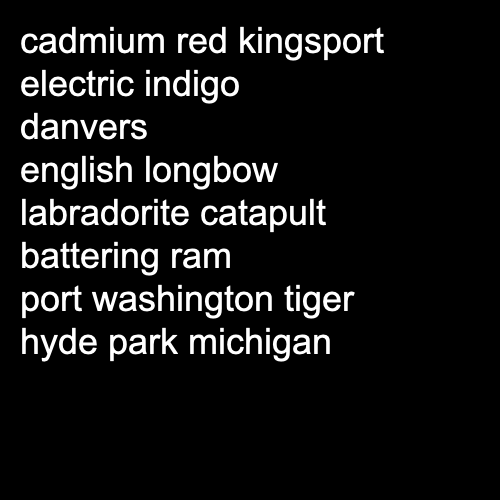 cadmium red kingsport
electric indigo
danvers
english longbow
labradorite catapult
battering ram
port washington tiger
hyde park michigan